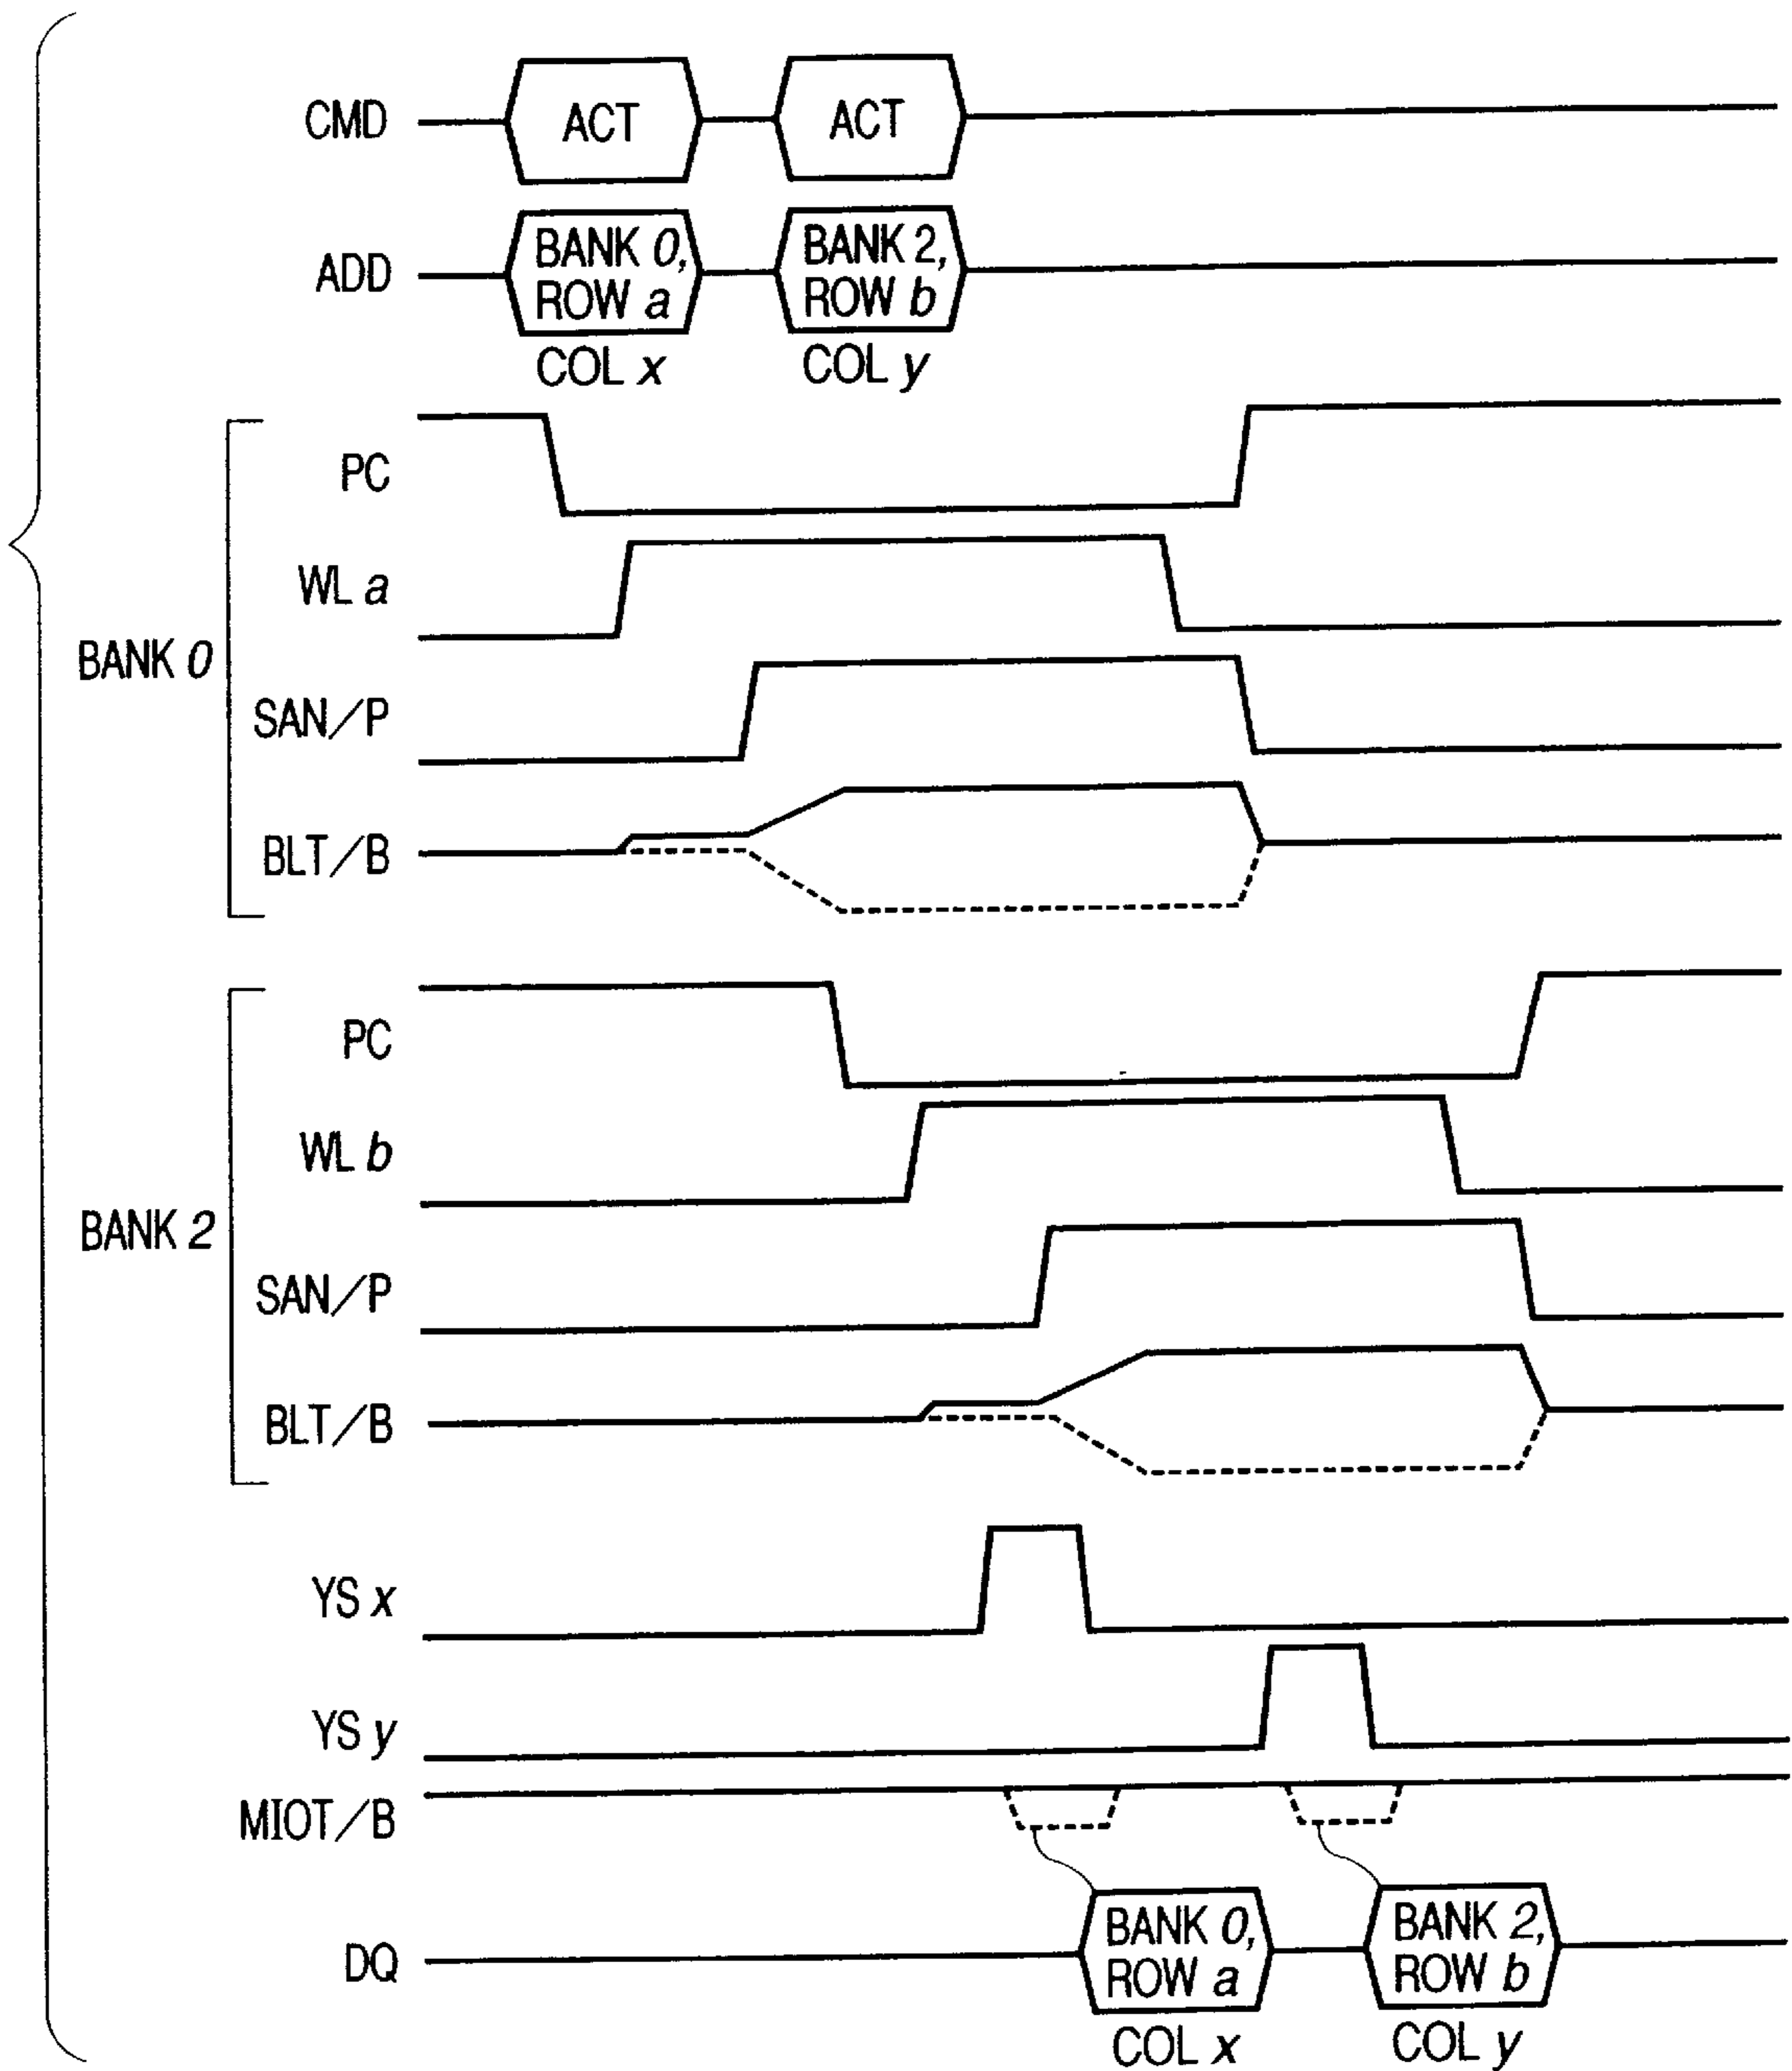 CMD
ACT
ACT
ADD
BANK 0,
ROW a
BANK 2,
ROW b
COL x
COL y
BANK 0
PC
WL a
SAN/P
BLT/B
BANK 2
PC
WL b
SAN/P
BLT/B
YS x
YS y
MIOT/B
DQ
BANK 0,
ROW a
BANK 2,
ROW b
COL x
COL y